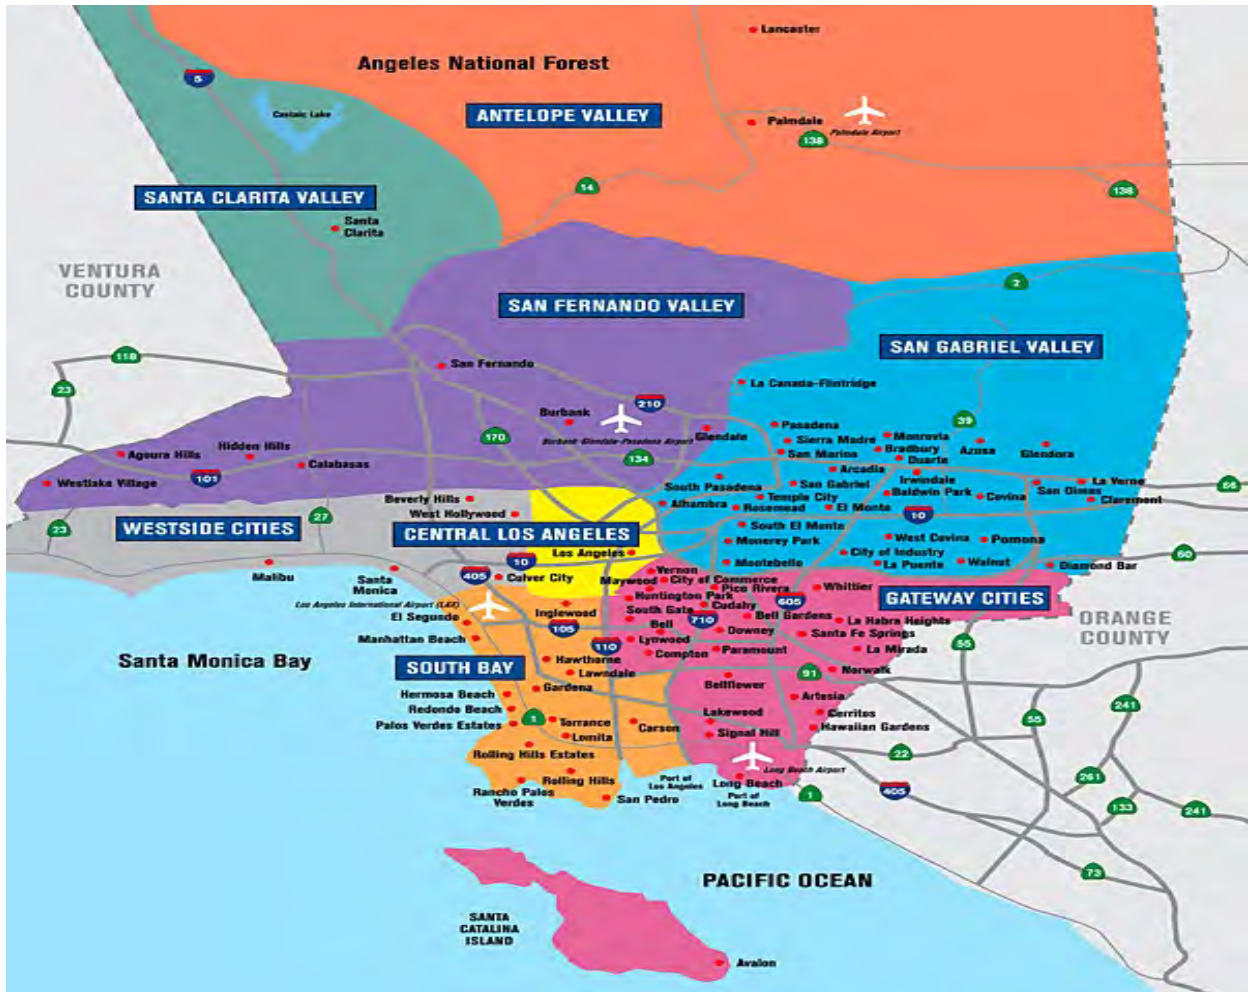 Lancaster
Angeles National Forest
5
Castaic Lake
ANTELOPE VALLEY
Palmdale
Palmdale Airport
138
14
138
SANTA CLARITA VALLEY
Santa
Clarita
VENTURA
COUNTY
2
SAN FERNANDO VALLEY
SAN GABRIEL VALLEY
118
San Fernando
23
La Canada-Flintridge
210
Burbank
Burbank-Glendale-Pasadena Airport
170
134
Glendale
Pasadena
39
Sierra Madre
Monrovia
Bradbury
Azusa
Glendora
San Marino
Duarte
Hidden Hills
Agoura Hills
Calabasas
101
Westlake Village
Arcadia
Irwindale
South Pasadena
San Gabriel
Baldwin Park
Covina
San Dimas
La Verne
Claremont
66
Beverly Hills
West Hollywood
Alhambra
Temple City
Rosemead
El Monte
10
23
WESTSIDE CITIES
27
CENTRAL LOS ANGELES
South El Monte
Monerey Park
West Covina
Pomona
Los Angeles
10
City of Industry
60
Malibu
Santa
Monica
405
Culver City
Montebello
La Puente
Walnut
Diamond Bar
Vernon
Maywood
City of Commerce
Pico Rivera
Whittier
Huntington Park
605
GATEWAY CITIES
Los Angeles International Airport (LAX)
El Segundo
Inglewood
South Gate
Cudahy
Bell Gardens
La Habra Heights
ORANGE
COUNTY
105
Bell
710
Downey
Santa Fe Springs
Manhattan Beach
110
Lynwood
55
Santa Monica Bay
SOUTH BAY
Hawthorne
Compton
Paramount
La Mirada
Lawndale
91
Norwalk
Hermosa Beach
Gardena
Bellflower
Artesia
241
Redondo Beach
1
Torrance
Lakewood
Cerritos
55
Palos Verdes Estates
Lomita
Carson
Signal Hill
Hawaiian Gardens
Rolling Hills Estates
22
Long Beach Airport
Rolling Hills
Port of
Los Angeles
Long Beach
261
Rancho Palos
Verdes
San Pedro
Port of
Long Beach
1
405
133
241
73
PACIFIC OCEAN
SANTA
CATALINA
ISLAND
Avalon